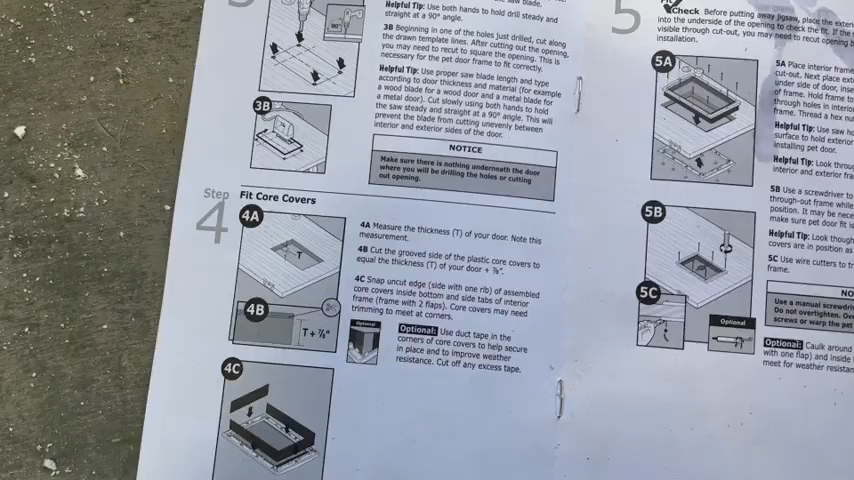 saw blade.
Helpful Tip: Use both hands to hold drill steady and
straight at a 90° angle.
3B Beginning in one of the holes just drilled, cut along
the drawn template lines. After cutting out the opening,
you may need to recut to square the opening. This is
necessary for the pet door frame to fit correctly.
Helpful Tip: Use proper saw blade length and type
according to door thickness and material (for example
a wood blade for a wood door and a metal blade for
a metal door). Cut slowly using both hands to hold
the saw steady and straight at a 90° angle. This will
prevent the blade from cutting unevenly between
interior and exterior sides of the door.
90°
3B
NOTICE
Make sure there is nothing underneath the door
where you will be drilling the holes or cutting
out opening.
Step
4
Fit Core Covers
4A
T
4B
T + ⅞"
4C
4A Measure the thickness (T) of your door. Note this
measurement.
4B Cut the grooved side of the plastic core covers to
equal the thickness (T) of your door + ⅞".
4C Snap uncut edge (side with one rib) of assembled
core covers inside bottom and side tabs of interior
frame (frame with 2 flaps). Core covers may need
trimming to meet at corners.
Optional
Optional: Use duct tape in the
corners of core covers to help secure
in place and to improve weather
resistance. Cut off any excess tape.
5
Check Before putting away jigsaw, place the exterior
into the underside of the opening to check the fit. If the
visible through cut-out, you may need to recut opening
installation.
5A
5A Place interior frame
cut-out. Next place ext
under side of door, inse
of frame. Hold frame to
through holes in interio
frame. Thread a hex nu
Helpful Tip: Use saw ho
surface to hold exterior
installing pet door.
Helpful Tip: Look throu
interior and exterior fra
5B
5B Use a screwdriver to
through-out frame while
position. It may be nece
make sure pet door fit is
Helpful Tip: Look though
covers are in position as
5C Use wire cutters to tr
frame.
5C
Optional
NO
Use a manual screwdriv
Do not overtighten. Ove
screws or warp the pet
Optional: Caulk around
with one flap) and inside
meet for weather resistan